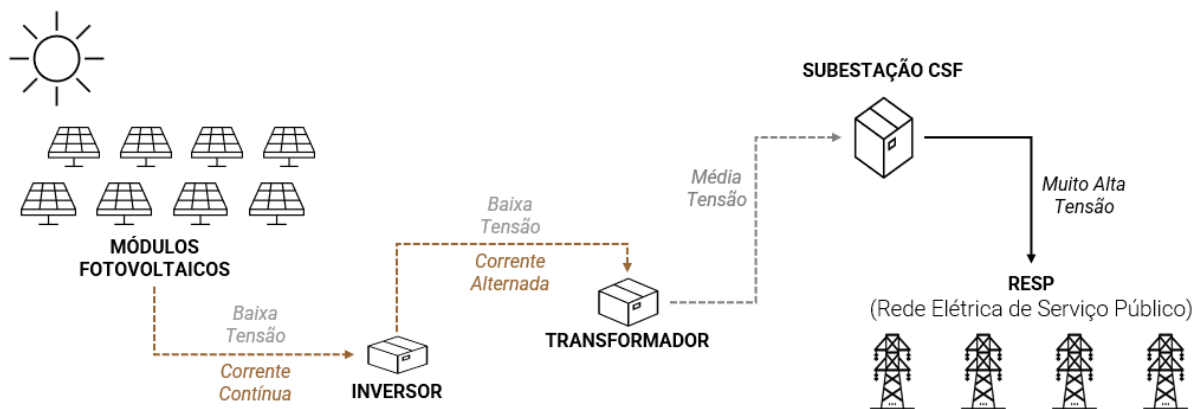 SUBESTAÇÃO CSF
MÓDULOS
FOTOVOLTAICOS
Baixa
Tensão
Corrente
Contínua
INVERSOR
Baixa
Tensão
Corrente
Alternada
TRANSFORMADOR
Média
Tensão
Muito Alta
Tensão
RESP
(Rede Elétrica de Serviço Público)